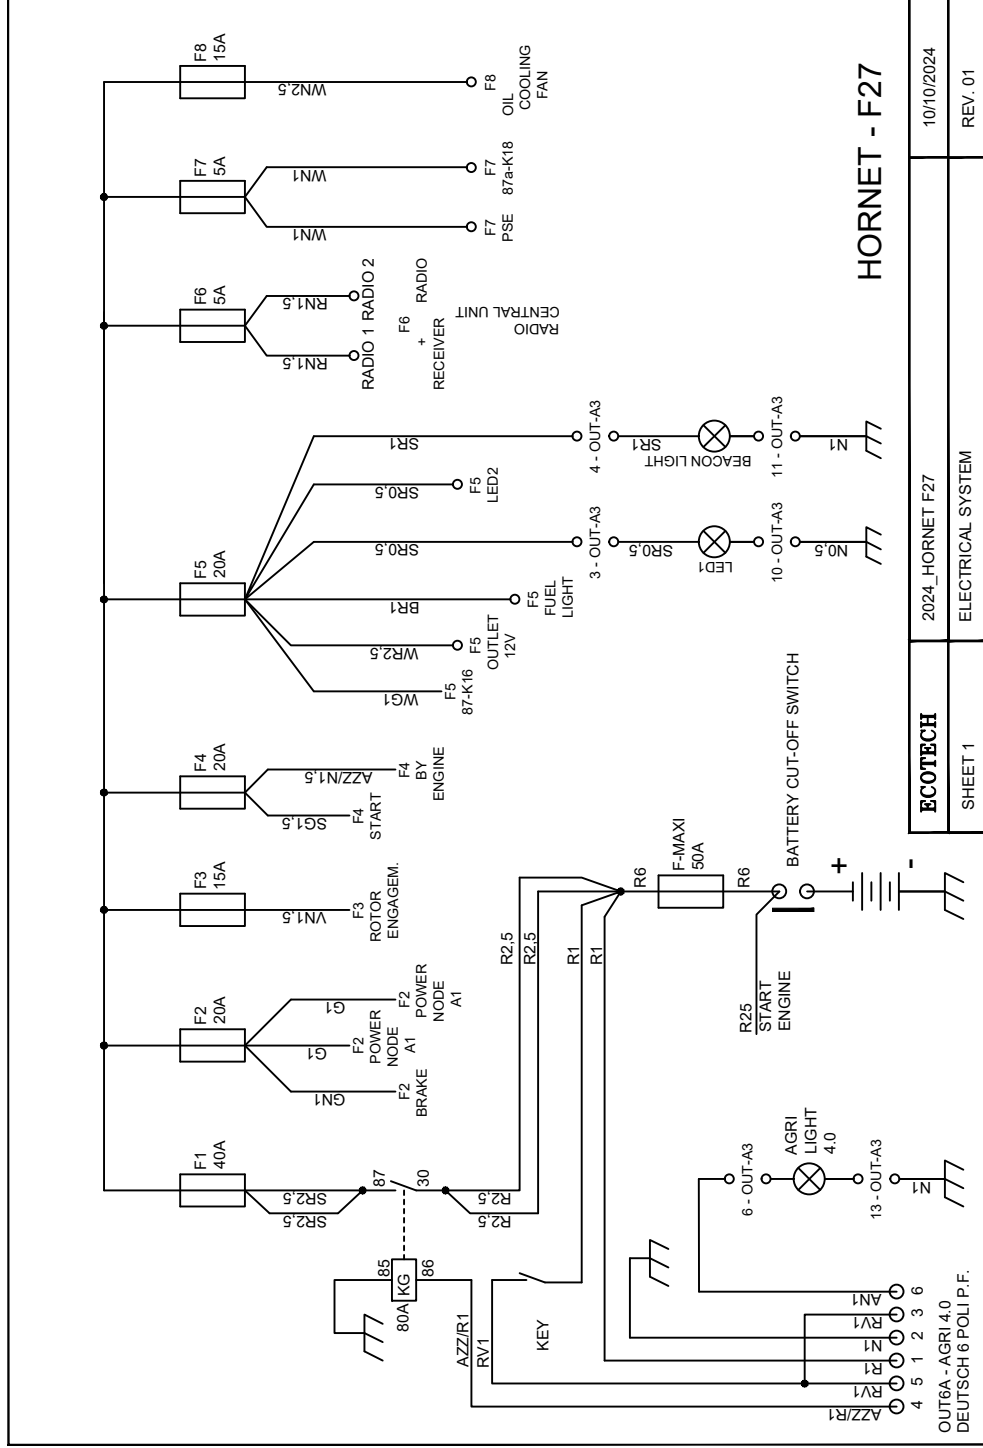 F1
40A
F2
20A
F3
15A
F4
20A
F5
20A
F6
5A
F7
5A
F8
15A
SR2,5
SR2,5
GN1
G1
G1
VN1,5
SG1,5
AZZ/N1,5
WG1
WR2,5
BR1
SR0,5
SR0,5
SR1
RN1,5
RN1,5
WN1
WN1
WN2,5
F2
BRAKE
F2
POWER
NODE
A1
F2
POWER
NODE
A1
F3
ROTOR
ENGAGEM.
F4
START
F4
BY
ENGINE
F5
87-K16
F5
OUTLET
12V
F5
FUEL
LIGHT
F5
LED2
RADIO 1
RADIO 2
F6
+
RECEIVER
RADIO
RADIO
CENTRAL UNIT
F7
PSE
F7
87a-K18
F8
OIL
COOLING
FAN
87
30
85
86
KG
80A
R2,5
R2,5
R2,5
R2,5
R1
R1
AZZ/R1
RV1
KEY
R6
F-MAXI
50A
R6
R25
START
ENGINE
BATTERY CUT-OFF SWITCH
+
-
3 - OUT-A3
SR0,5
LED1
10 - OUT-A3
N0,5
4 - OUT-A3
SR1
BEACON LIGHT
11 - OUT-A3
N1
6 - OUT-A3
AGRI
LIGHT
4.0
13 - OUT-A3
N1
AZZ/R1
RV1
R1
N1
RV1
AN1
4
5
1
2
3
6
OUT6A - AGRI 4.0
DEUTSCH 6 POLI P.F.
HORNET - F27
ECOTECH
2024_HORNET F27
10/10/2024
SHEET 1
ELECTRICAL SYSTEM
REV. 01